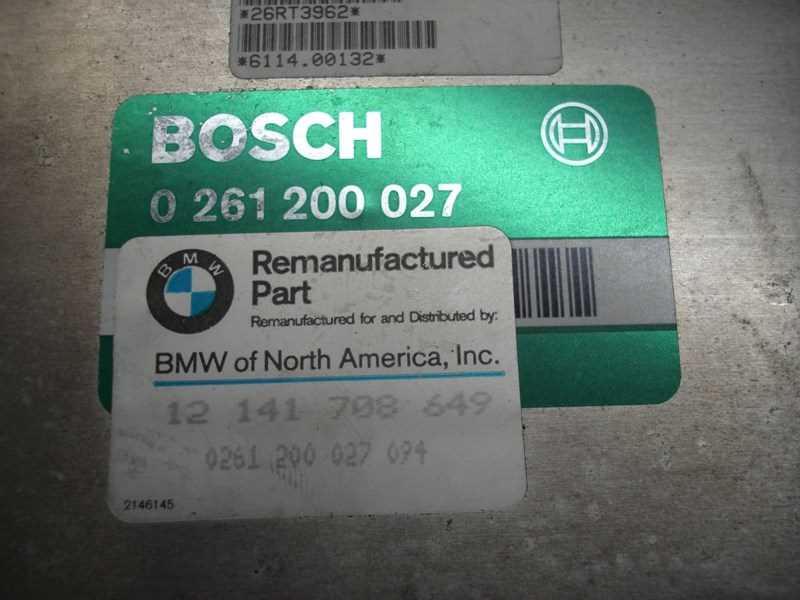 *26RT3962*
*6114.00132*
BOSCH
0 261 200 027
BMW
Remanufactured
Part
Remanufactured for and Distributed by:
BMW of North America, Inc.
12 141 708 649
0261 200 027 094
2146145